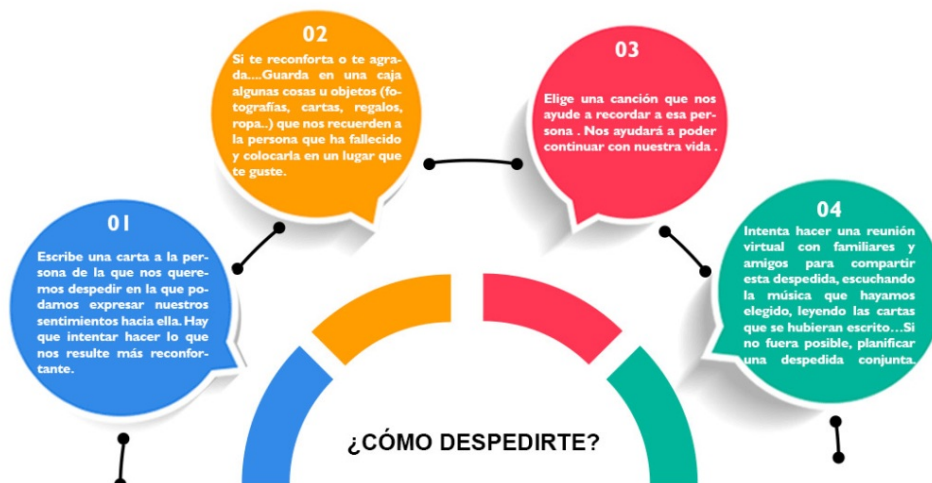 01
Escribe una carta a la per-
sona de la que nos quere-
mos despedir en la que po-
damos expresar nuestros
sentimientos hacia ella. Hay
que intentar hacer lo que
nos resulte más reconfor-
tante.
02
Si te reconforta o te agra-
da....Guarda en una caja
algunas cosas u objetos (fo-
tografías, cartas, regalos,
ropa..) que nos recuerden a
la persona que ha fallecido
y colocarla en un lugar que
te guste.
03
Elige una canción que nos
ayude a recordar a esa per-
sona . Nos ayudará a poder
continuar con nuestra vida .
04
Intenta hacer una reunión
virtual con familiares y
amigos para compartir
esta despedida, escuchando
la música que hayamos
elegido, leyendo las cartas
que se hubieran escrito...Si
no fuera posible, planificar
una despedida conjunta.
¿CÓMO DESPEDIRTE?